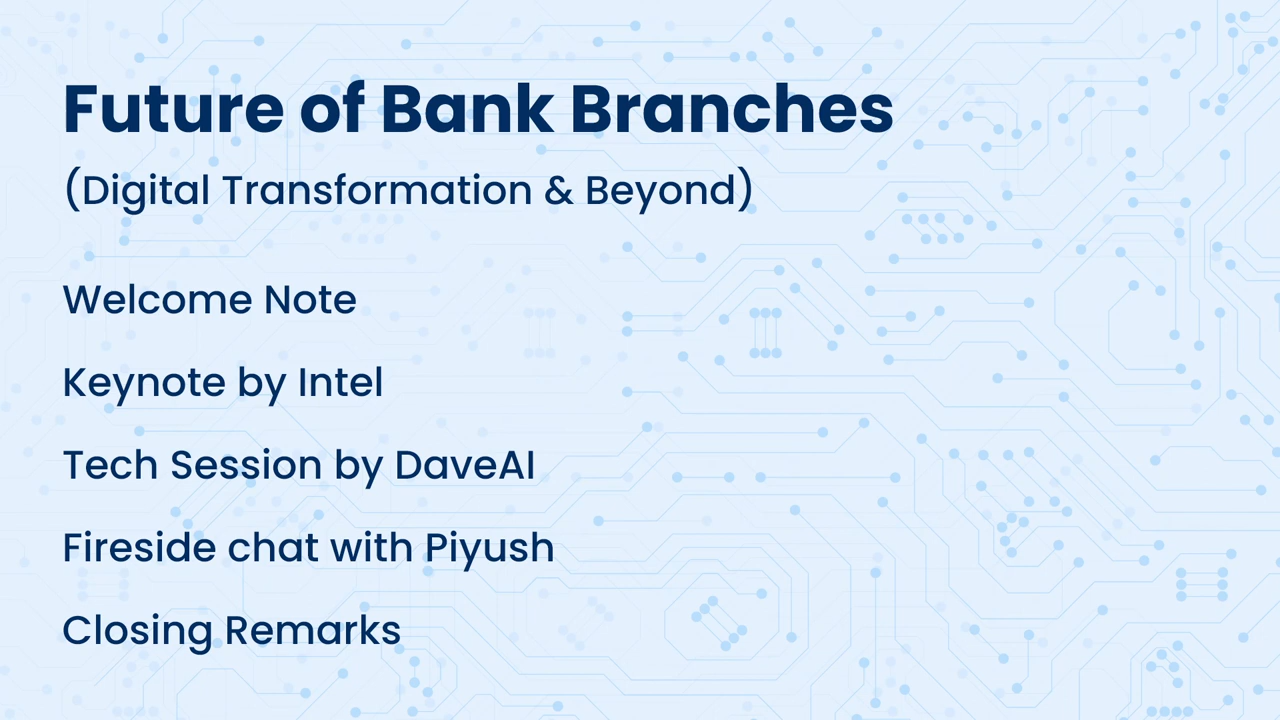 Future of Bank Branches
(Digital Transformation & Beyond)
Welcome Note
Keynote by Intel
Tech Session by DaveAI
Fireside chat with Piyush
Closing Remarks